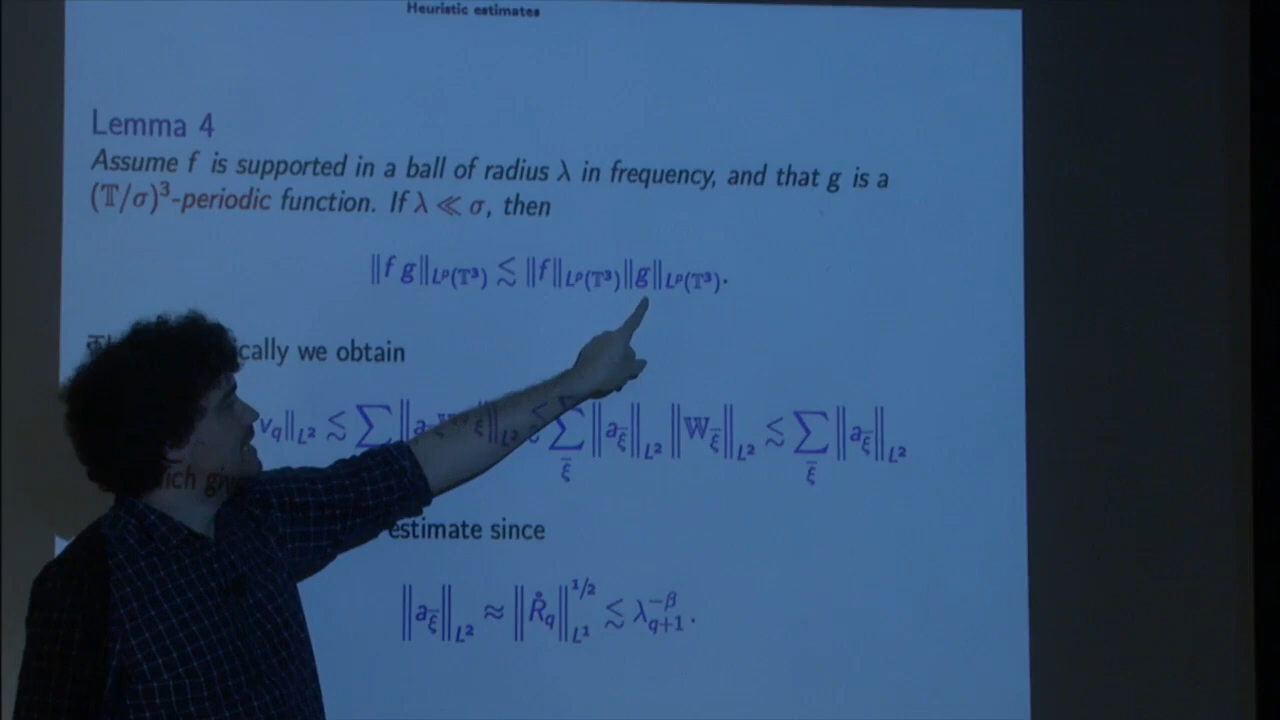 Heuristic estimates
Lemma 4
Assume f is supported in a ball of radius λ in frequency, and that g is a
(𝕋/σ)³-periodic function. If λ ≪ σ, then
‖f g‖_{L^p(𝕋³)} ≲ ‖f‖_{L^p(𝕋³)}‖g‖_{L^p(𝕋³)}.
cally we obtain
v_q‖_{L²} ≲ ∑ ‖a ‖_{L²} ≲ ∑_{ξ̄} ‖a_{ξ̄}‖_{L²} ‖𝕎_{ξ̄}‖_{L²} ≲ ∑_{ξ̄} ‖a_{ξ̄}‖_{L²}
estimate since
‖a_{ξ̄}‖_{L²} ≈ ‖R̊_q‖_{L¹}^{1/2} ≲ λ_{q+1}^{-β}.